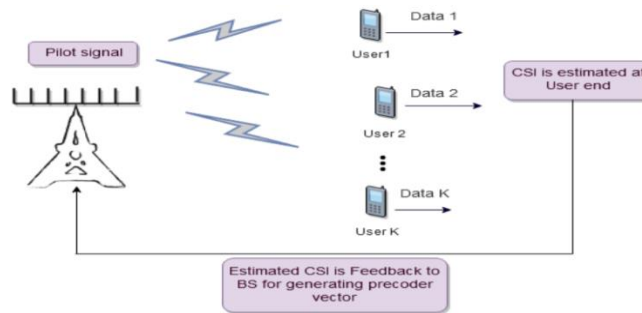 Pilot signal
Data 1
User1
CSI is estimated at
User end
Data 2
User 2
Data K
User K
Estimated CSI is Feedback to
BS for generating precoder
vector